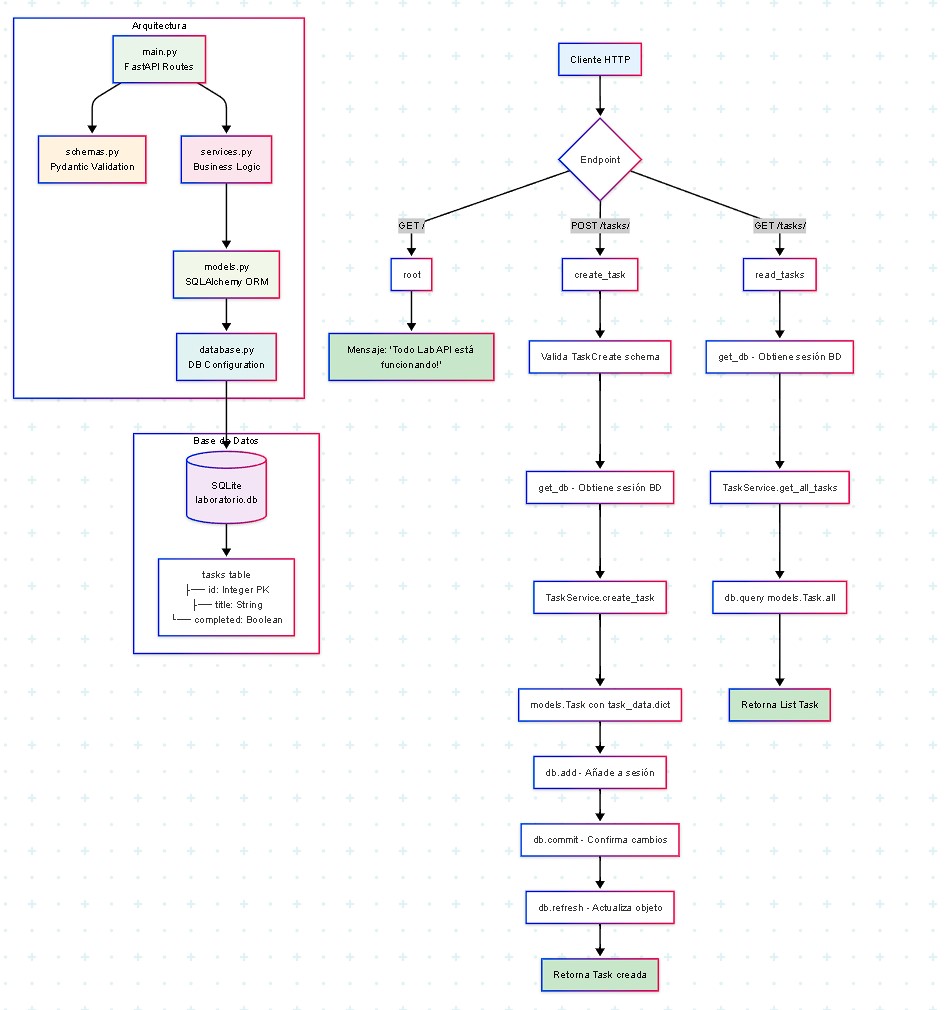 Arquitectura
main.py
FastAPI Routes
schemas.py
Pydantic Validation
services.py
Business Logic
models.py
SQLAlchemy ORM
database.py
DB Configuration
Base de Datos
SQLite
laboratorio.db
tasks table
├── id: Integer PK
├── title: String
└── completed: Boolean
Cliente HTTP
Endpoint
GET /
POST /tasks/
GET /tasks/
root
Mensaje: 'Todo Lab API está
funcionando!'
create_task
Valida TaskCreate schema
get_db - Obtiene sesión BD
TaskService.create_task
models.Task con task_data.dict
db.add - Añade a sesión
db.commit - Confirma cambios
db.refresh - Actualiza objeto
Retorna Task creada
read_tasks
get_db - Obtiene sesión BD
TaskService.get_all_tasks
db.query models.Task.all
Retorna List Task